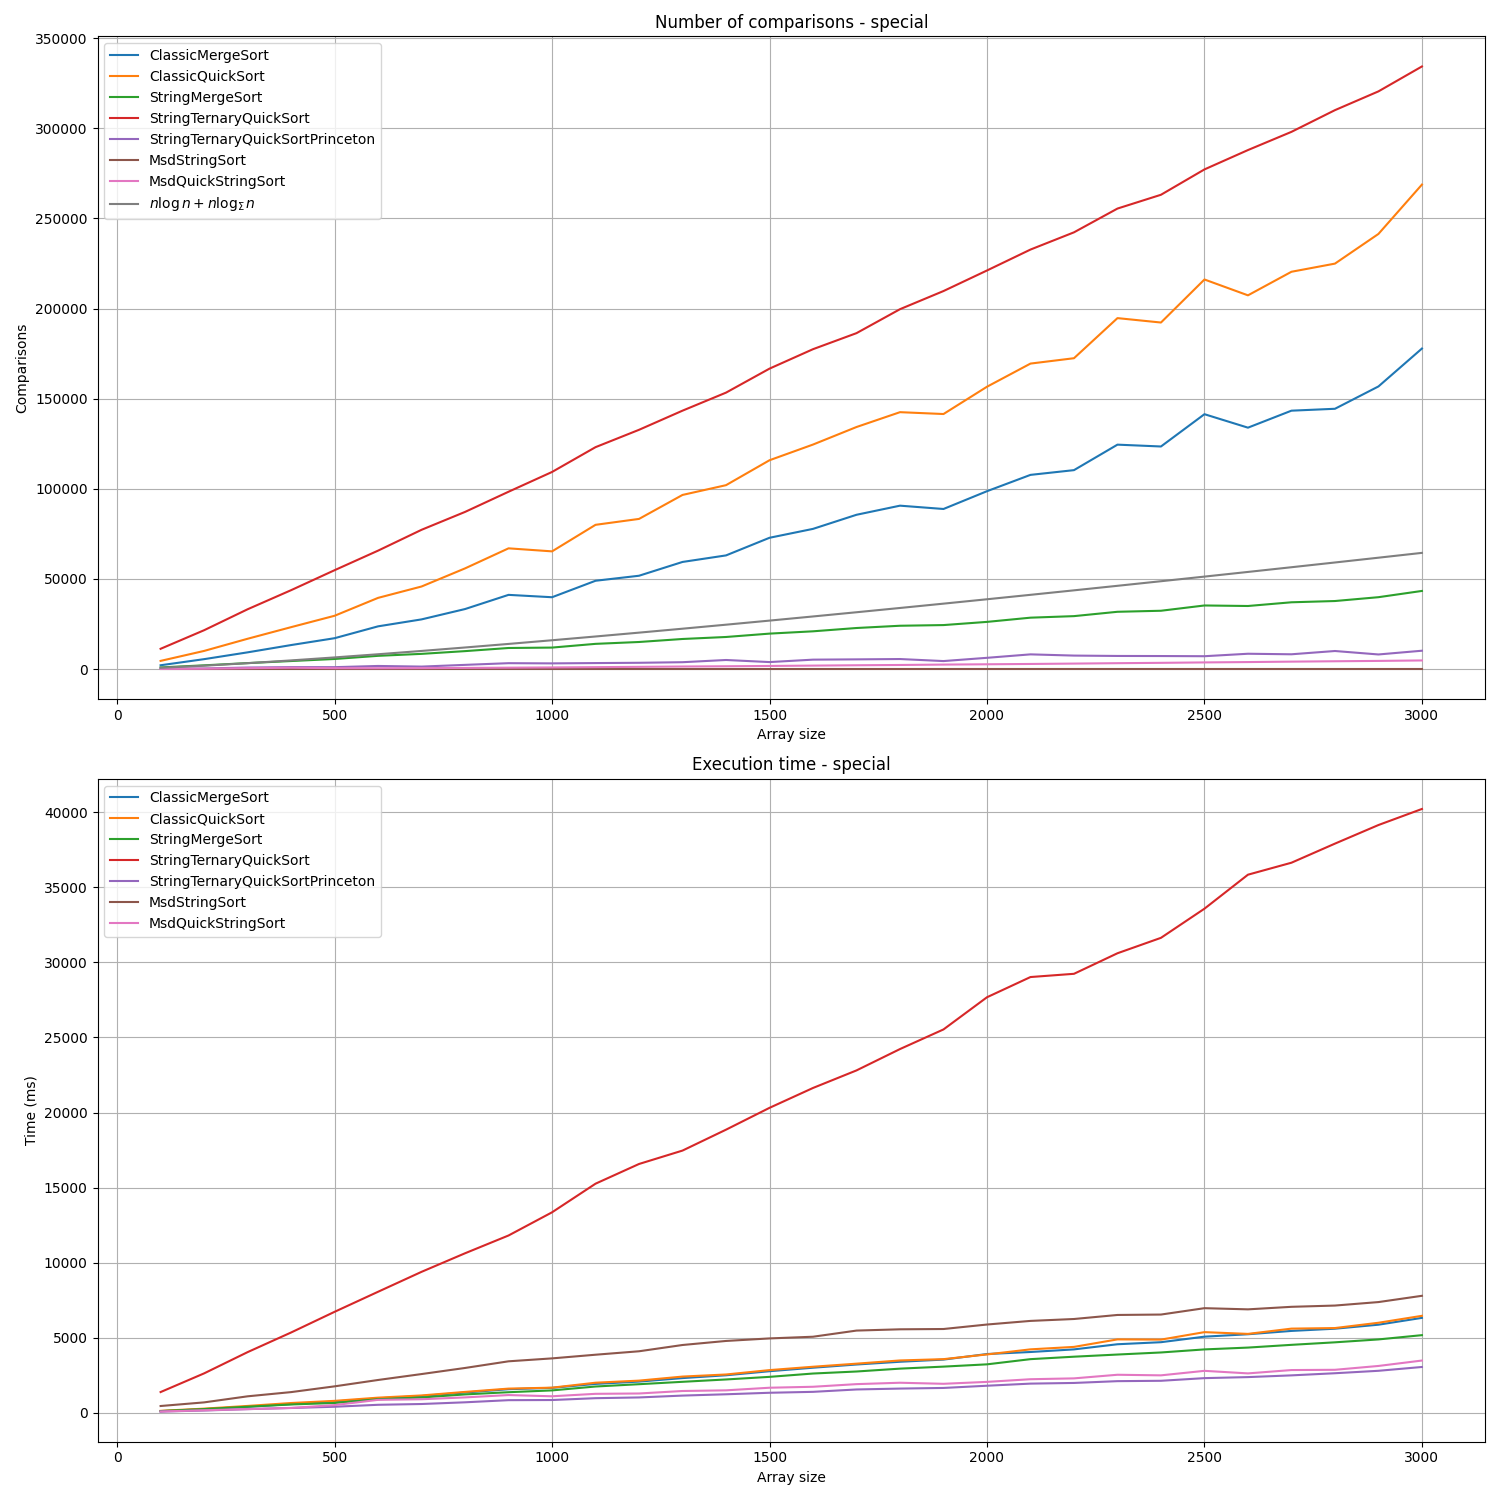 Number of comparisons - special
350000
300000
250000
200000
150000
100000
50000
0
Comparisons
ClassicMergeSort
ClassicQuickSort
StringMergeSort
StringTernaryQuickSort
StringTernaryQuickSortPrinceton
MsdStringSort
MsdQuickStringSort
n log n + n log_Σ n
0 500 1000 1500 2000 2500 3000
Array size
Execution time - special
40000
35000
30000
25000
20000
15000
10000
5000
0
Time (ms)
ClassicMergeSort
ClassicQuickSort
StringMergeSort
StringTernaryQuickSort
StringTernaryQuickSortPrinceton
MsdStringSort
MsdQuickStringSort
0 500 1000 1500 2000 2500 3000
Array size